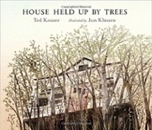 HOUSE HELD UP BY TREES
Ted Kooser illustrated by Jon Klassen